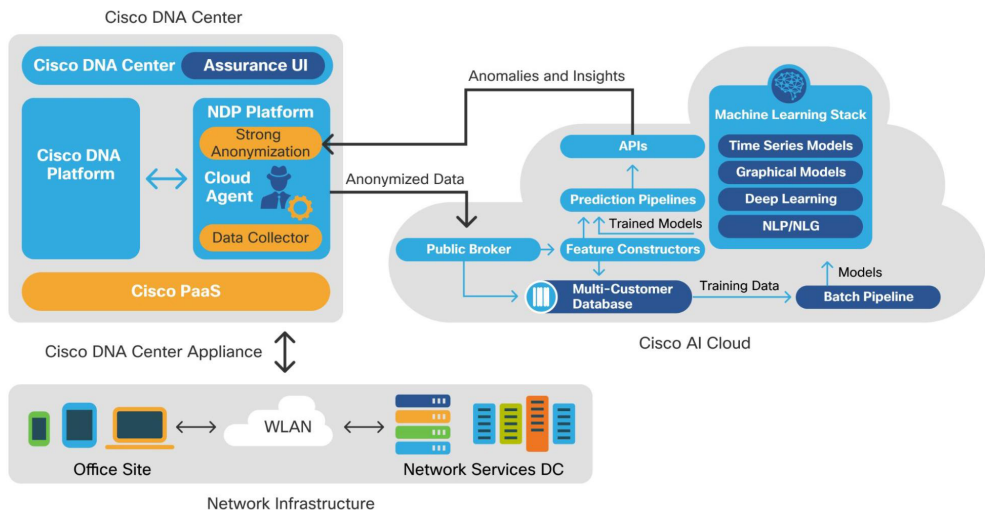 Cisco DNA Center
Cisco DNA Center
Assurance UI
Cisco DNA
Platform
NDP Platform
Strong
Anonymization
Cloud
Agent
Data Collector
Cisco PaaS
Cisco DNA Center Appliance
Anomalies and Insights
Anonymized Data
Machine Learning Stack
Time Series Models
Graphical Models
Deep Learning
NLP/NLG
APIs
Prediction Pipelines
Trained Models
Public Broker
Feature Constructors
Multi-Customer
Database
Training Data
Models
Batch Pipeline
Cisco AI Cloud
WLAN
Office Site
Network Services DC
Network Infrastructure